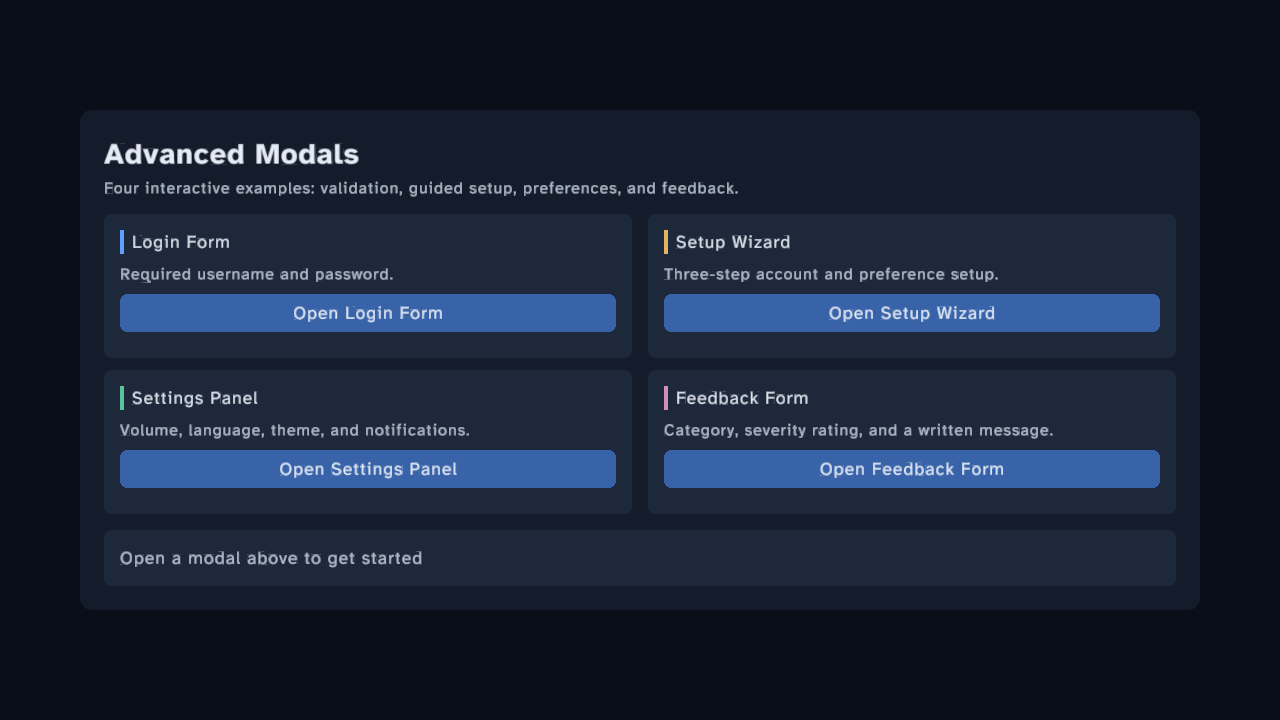 Advanced Modals
Four interactive examples: validation, guided setup, preferences, and feedback.
Login Form
Required username and password.
Open Login Form
Setup Wizard
Three-step account and preference setup.
Open Setup Wizard
Settings Panel
Volume, language, theme, and notifications.
Open Settings Panel
Feedback Form
Category, severity rating, and a written message.
Open Feedback Form
Open a modal above to get started